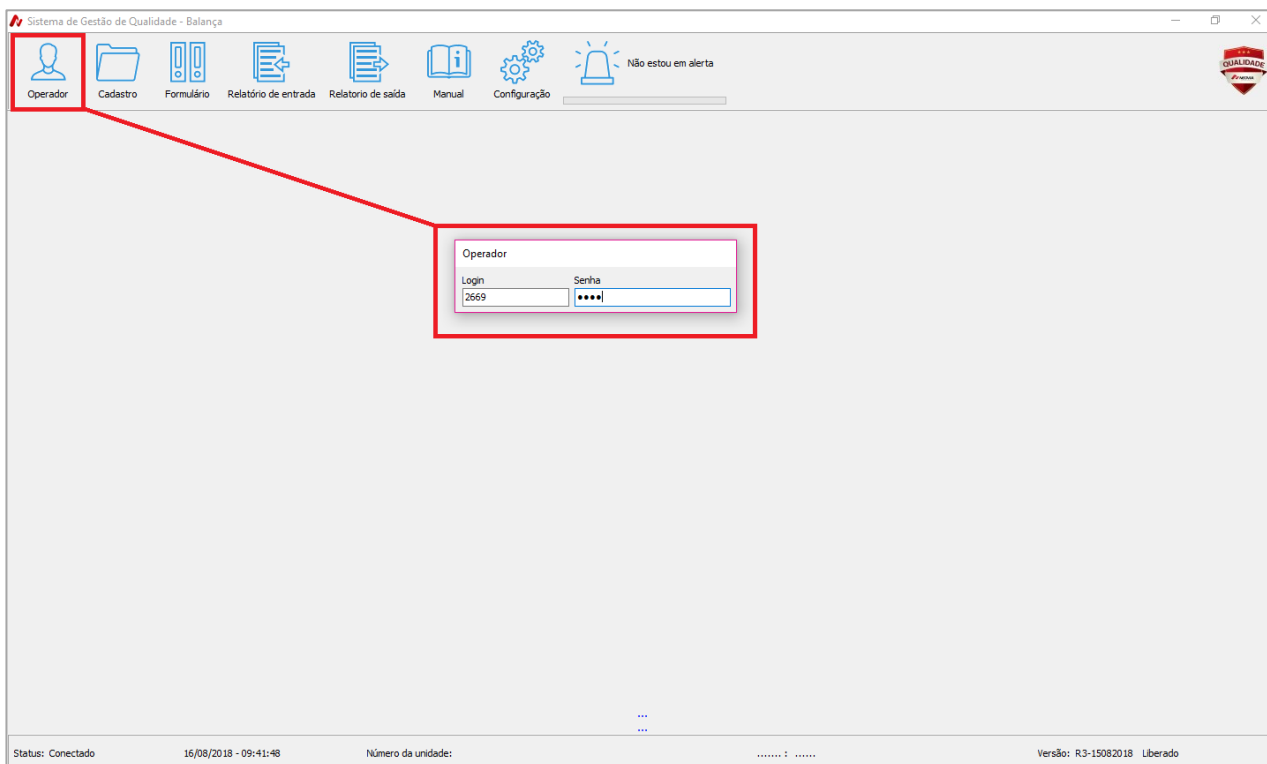 Sistema de Gestão de Qualidade - Balança
Operador Cadastro Formulário Relatório de entrada Relatorio de saída Manual Configuração Não estou em alerta
QUALIDADE
Operador
Login Senha
2669 ••••
...
...
Status: Conectado 16/08/2018 - 09:41:48 Número da unidade: ....... : ...... Versão: R3-15082018 Liberado